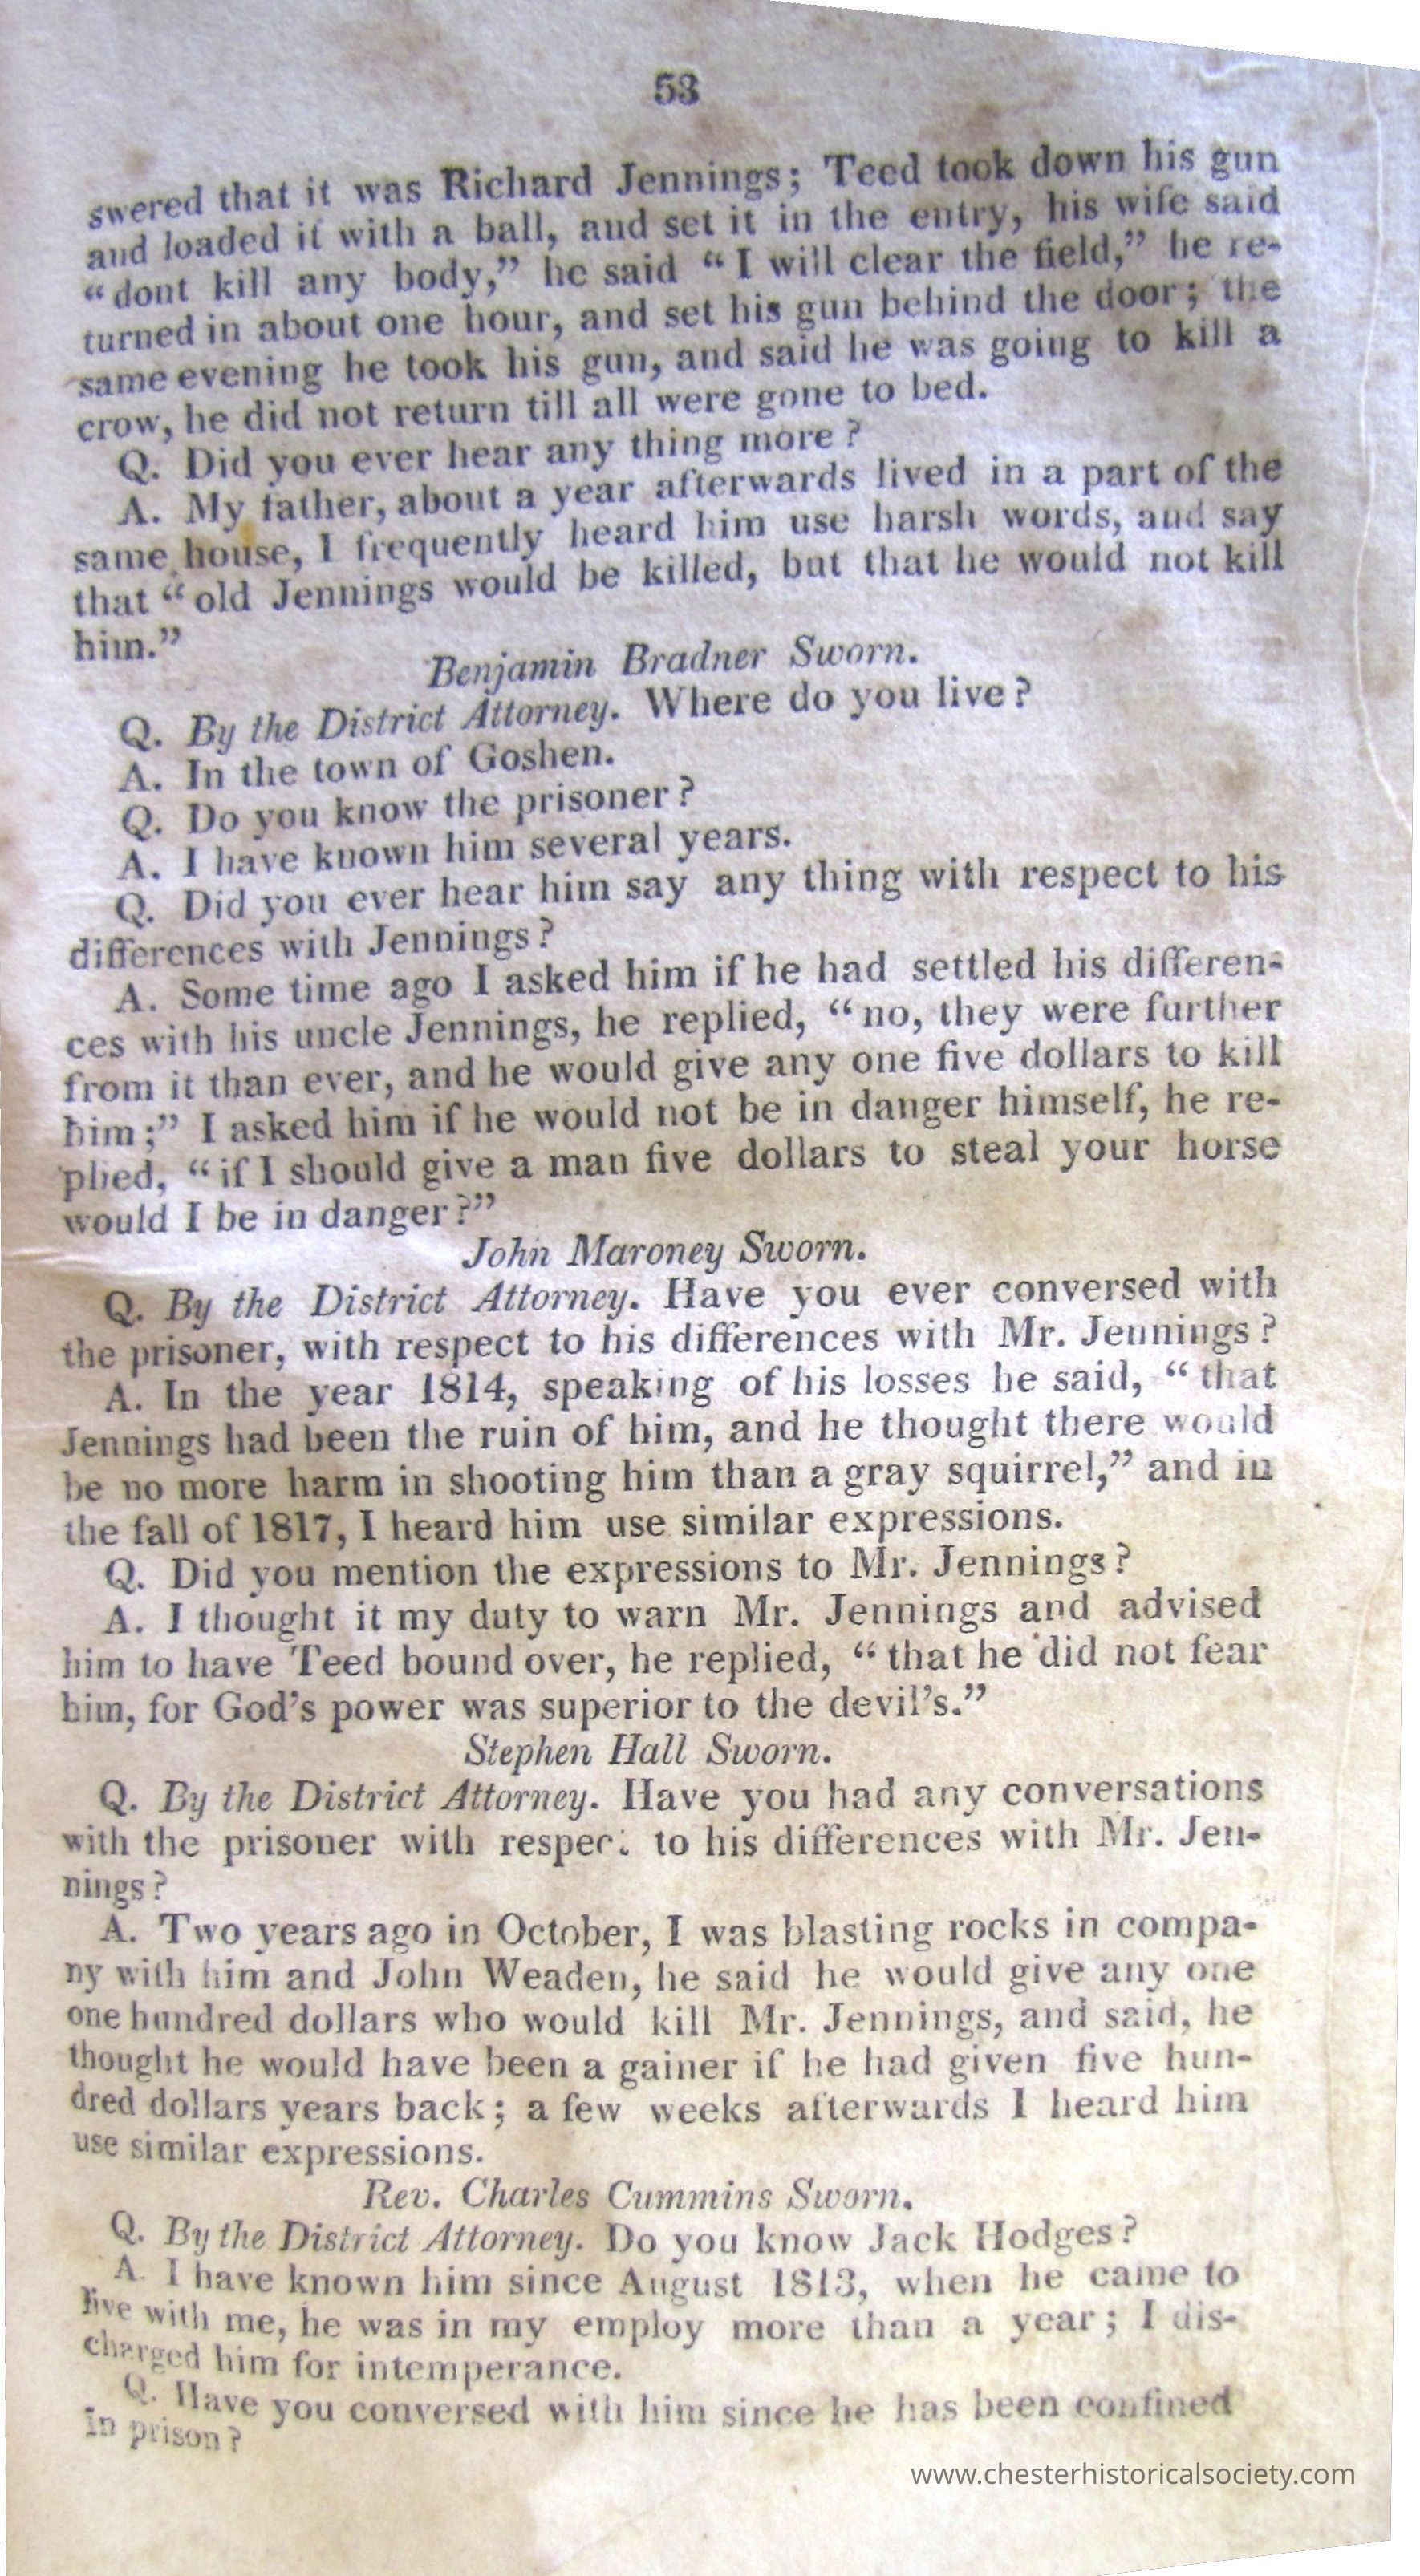 53
swered that it was Richard Jennings; Teed took down his gun
and loaded it with a ball, and set it in the entry, his wife said
“dont kill any body,” he said “I will clear the field,” he re-
turned in about one hour, and set his gun behind the door; the
same evening he took his gun, and said he was going to kill a
crow, he did not return till all were gone to bed.
Q. Did you ever hear any thing more?
A. My father, about a year afterwards lived in a part of the
same house, I frequently heard him use harsh words, and say
that “old Jennings would be killed, but that he would not kill
him.”
Benjamin Bradner Sworn.
Q. By the District Attorney. Where do you live?
A. In the town of Goshen.
Q. Do you know the prisoner?
A. I have known him several years.
Q. Did you ever hear him say any thing with respect to his
differences with Jennings?
A. Some time ago I asked him if he had settled his differen-
ces with his uncle Jennings, he replied, “no, they were further
from it than ever, and he would give any one five dollars to kill
him;” I asked him if he would not be in danger himself, he re-
plied, “if I should give a man five dollars to steal your horse
would I be in danger?”
John Maroney Sworn.
Q. By the District Attorney. Have you ever conversed with
the prisoner, with respect to his differences with Mr. Jennings?
A. In the year 1814, speaking of his losses he said, “that
Jennings had been the ruin of him, and he thought there would
be no more harm in shooting him than a gray squirrel,” and in
the fall of 1817, I heard him use similar expressions.
Q. Did you mention the expressions to Mr. Jennings?
A. I thought it my duty to warn Mr. Jennings and advised
him to have Teed bound over, he replied, “that he did not fear
him, for God’s power was superior to the devil’s.”
Stephen Hall Sworn.
Q. By the District Attorney. Have you had any conversations
with the prisoner with respect to his differences with Mr. Jen-
nings?
A. Two years ago in October, I was blasting rocks in compa-
ny with him and John Weaden, he said he would give any one
one hundred dollars who would kill Mr. Jennings, and said, he
thought he would have been a gainer if he had given five hun-
dred dollars years back; a few weeks afterwards I heard him
use similar expressions.
Rev. Charles Cummins Sworn.
Q. By the District Attorney. Do you know Jack Hodges?
A. I have known him since August 1813, when he came to
live with me, he was in my employ more than a year; I dis-
charged him for intemperance.
Q. Have you conversed with him since he has been confined
in prison?
www.chesterhistoricalsociety.com